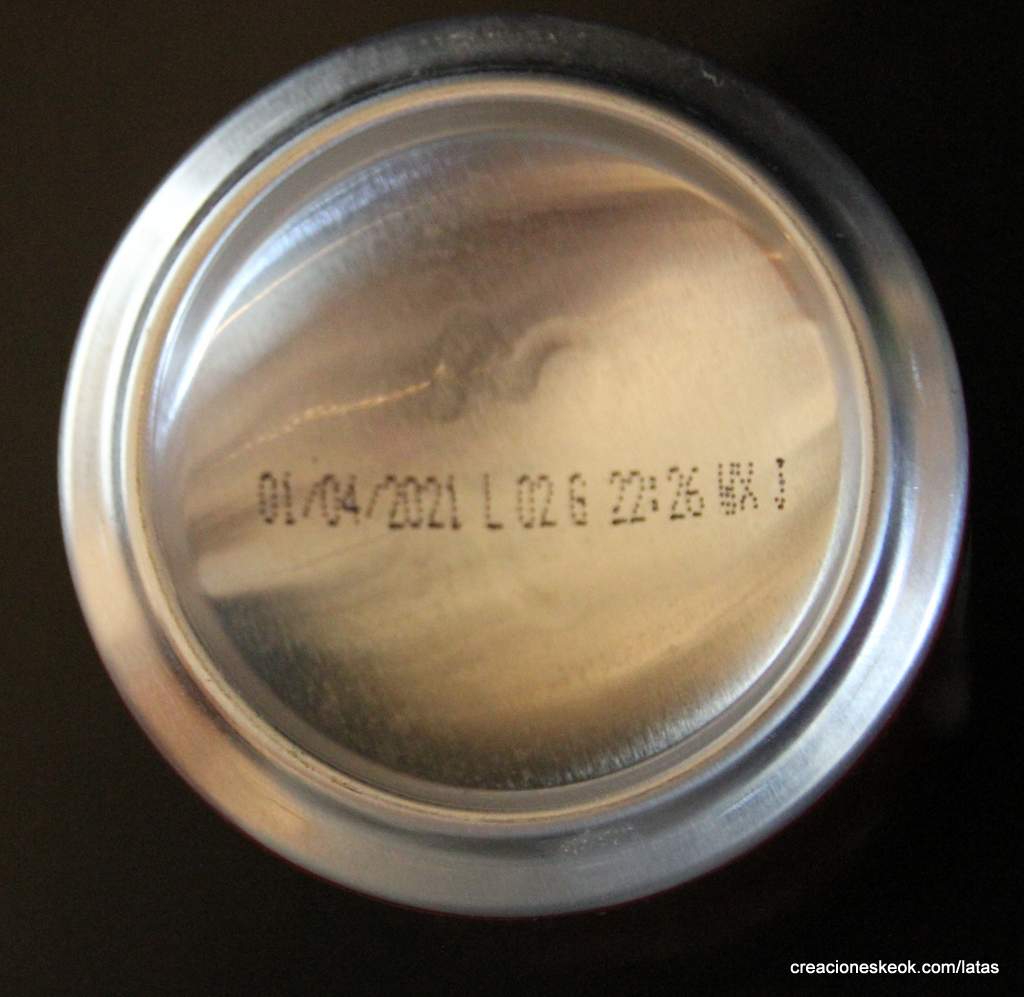 01/04/2021 L 02 G 22:26 WX J
creacioneskeok.com/latas